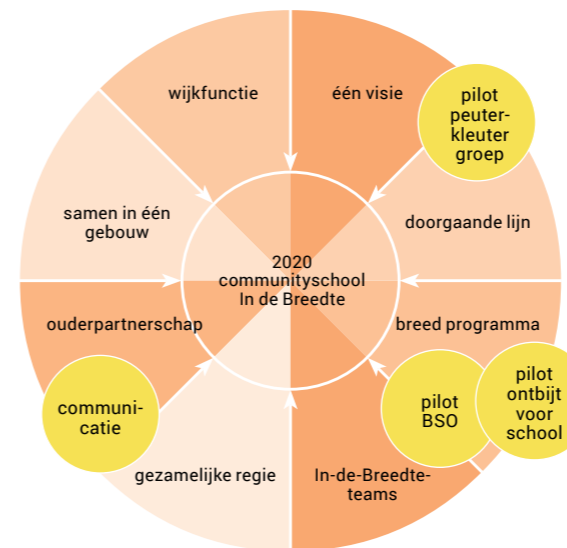 wijkfunctie
één visie
pilot
peuter-
kleuter
groep
samen in één
gebouw
doorgaande lijn
2020
communityschool
In de Breedte
ouderpartnerschap
breed programma
communi-
catie
pilot
BSO
pilot
ontbijt
voor
school
gezamelijke regie
In-de-Breedte-
teams